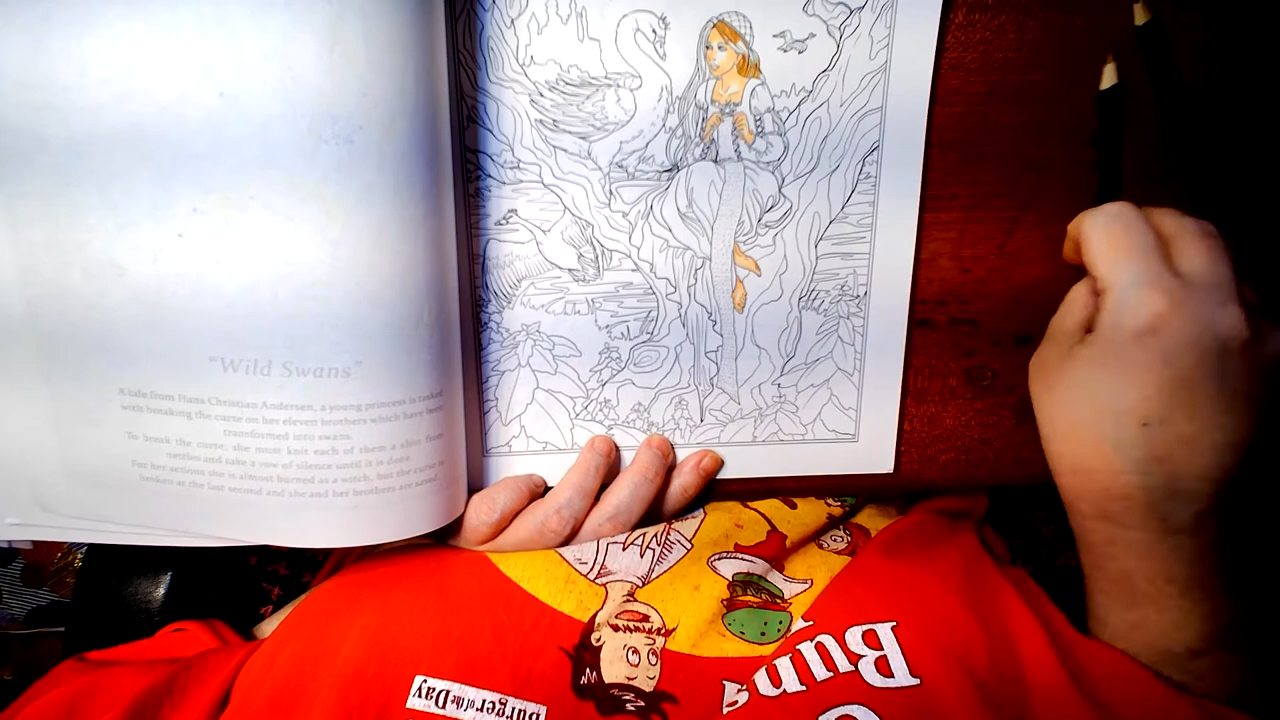 "Wild Swans"
A tale from Hans Christian Andersen, a young princess is tasked
with breaking the curse on her eleven brothers which have been
transformed into swans.
To break the curse, she must knit each of them a shirt from
nettles and take a vow of silence until it is done.
For her actions she is almost burned as a witch, but the curse is
broken at the last second and she and her brothers are saved.
Burger of the Day
Buns